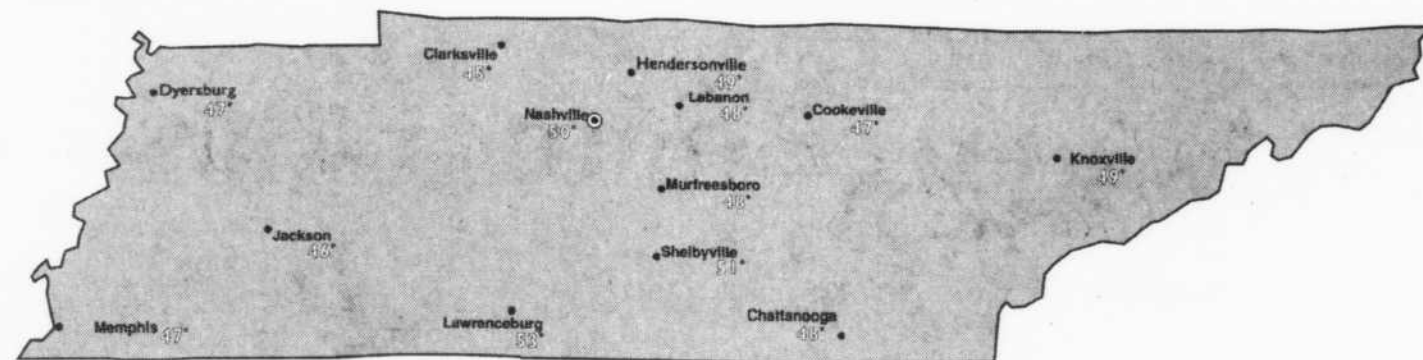 Clarksville
45°
Hendersonville
49°
Dyersburg
47°
Lebanon
48°
Nashville
50°
Cookeville
47°
Knoxville
49°
Murfreesboro
48°
Jackson
46°
Shelbyville
51°
Memphis 47°
Lawrenceburg
53°
Chattanooga
48°